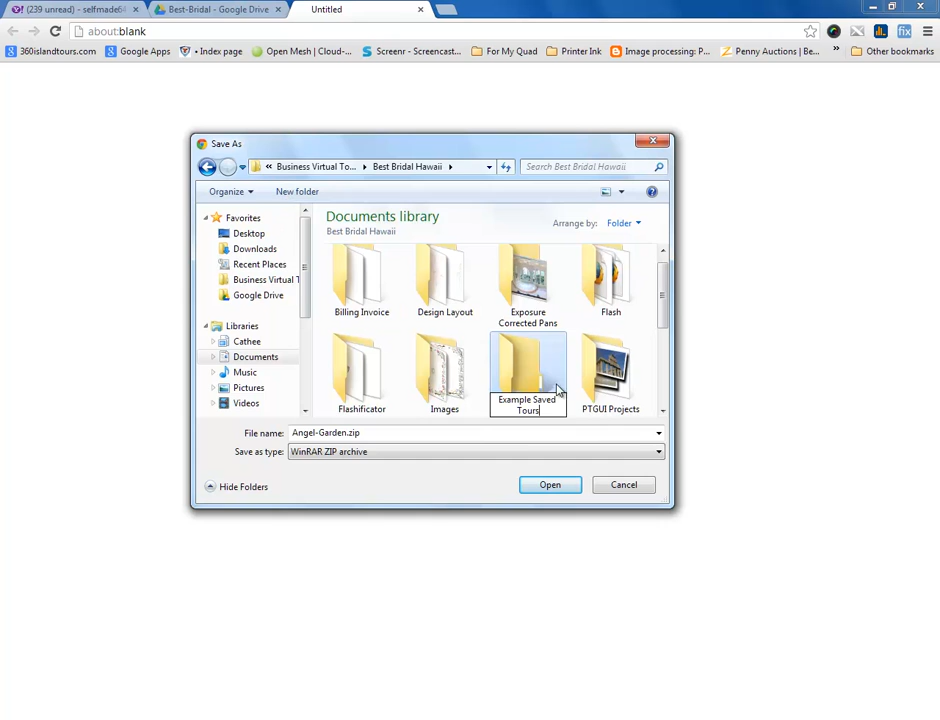 (239 unread) - selfmade6
Best-Bridal - Google Drive
Untitled
about:blank
360islandtours.com
Google Apps
• Index page
Open Mesh | Cloud-...
Screenr - Screencast...
For My Quad
Printer Ink
Image processing: P...
Penny Auctions | Be...
»
Other bookmarks
Save As
« Business Virtual To...
Best Bridal Hawaii
Search Best Bridal Hawaii
Organize
New folder
Favorites
Desktop
Downloads
Recent Places
Business Virtual T
Google Drive
Libraries
Cathee
Documents
Music
Pictures
Videos
Documents library
Best Bridal Hawaii
Arrange by:
Folder
Billing Invoice
Design Layout
Exposure
Corrected Pans
Flash
Flashificator
Images
Example Saved
Tours
PTGUI Projects
File name:
Angel-Garden.zip
Save as type:
WinRAR ZIP archive
Hide Folders
Open
Cancel